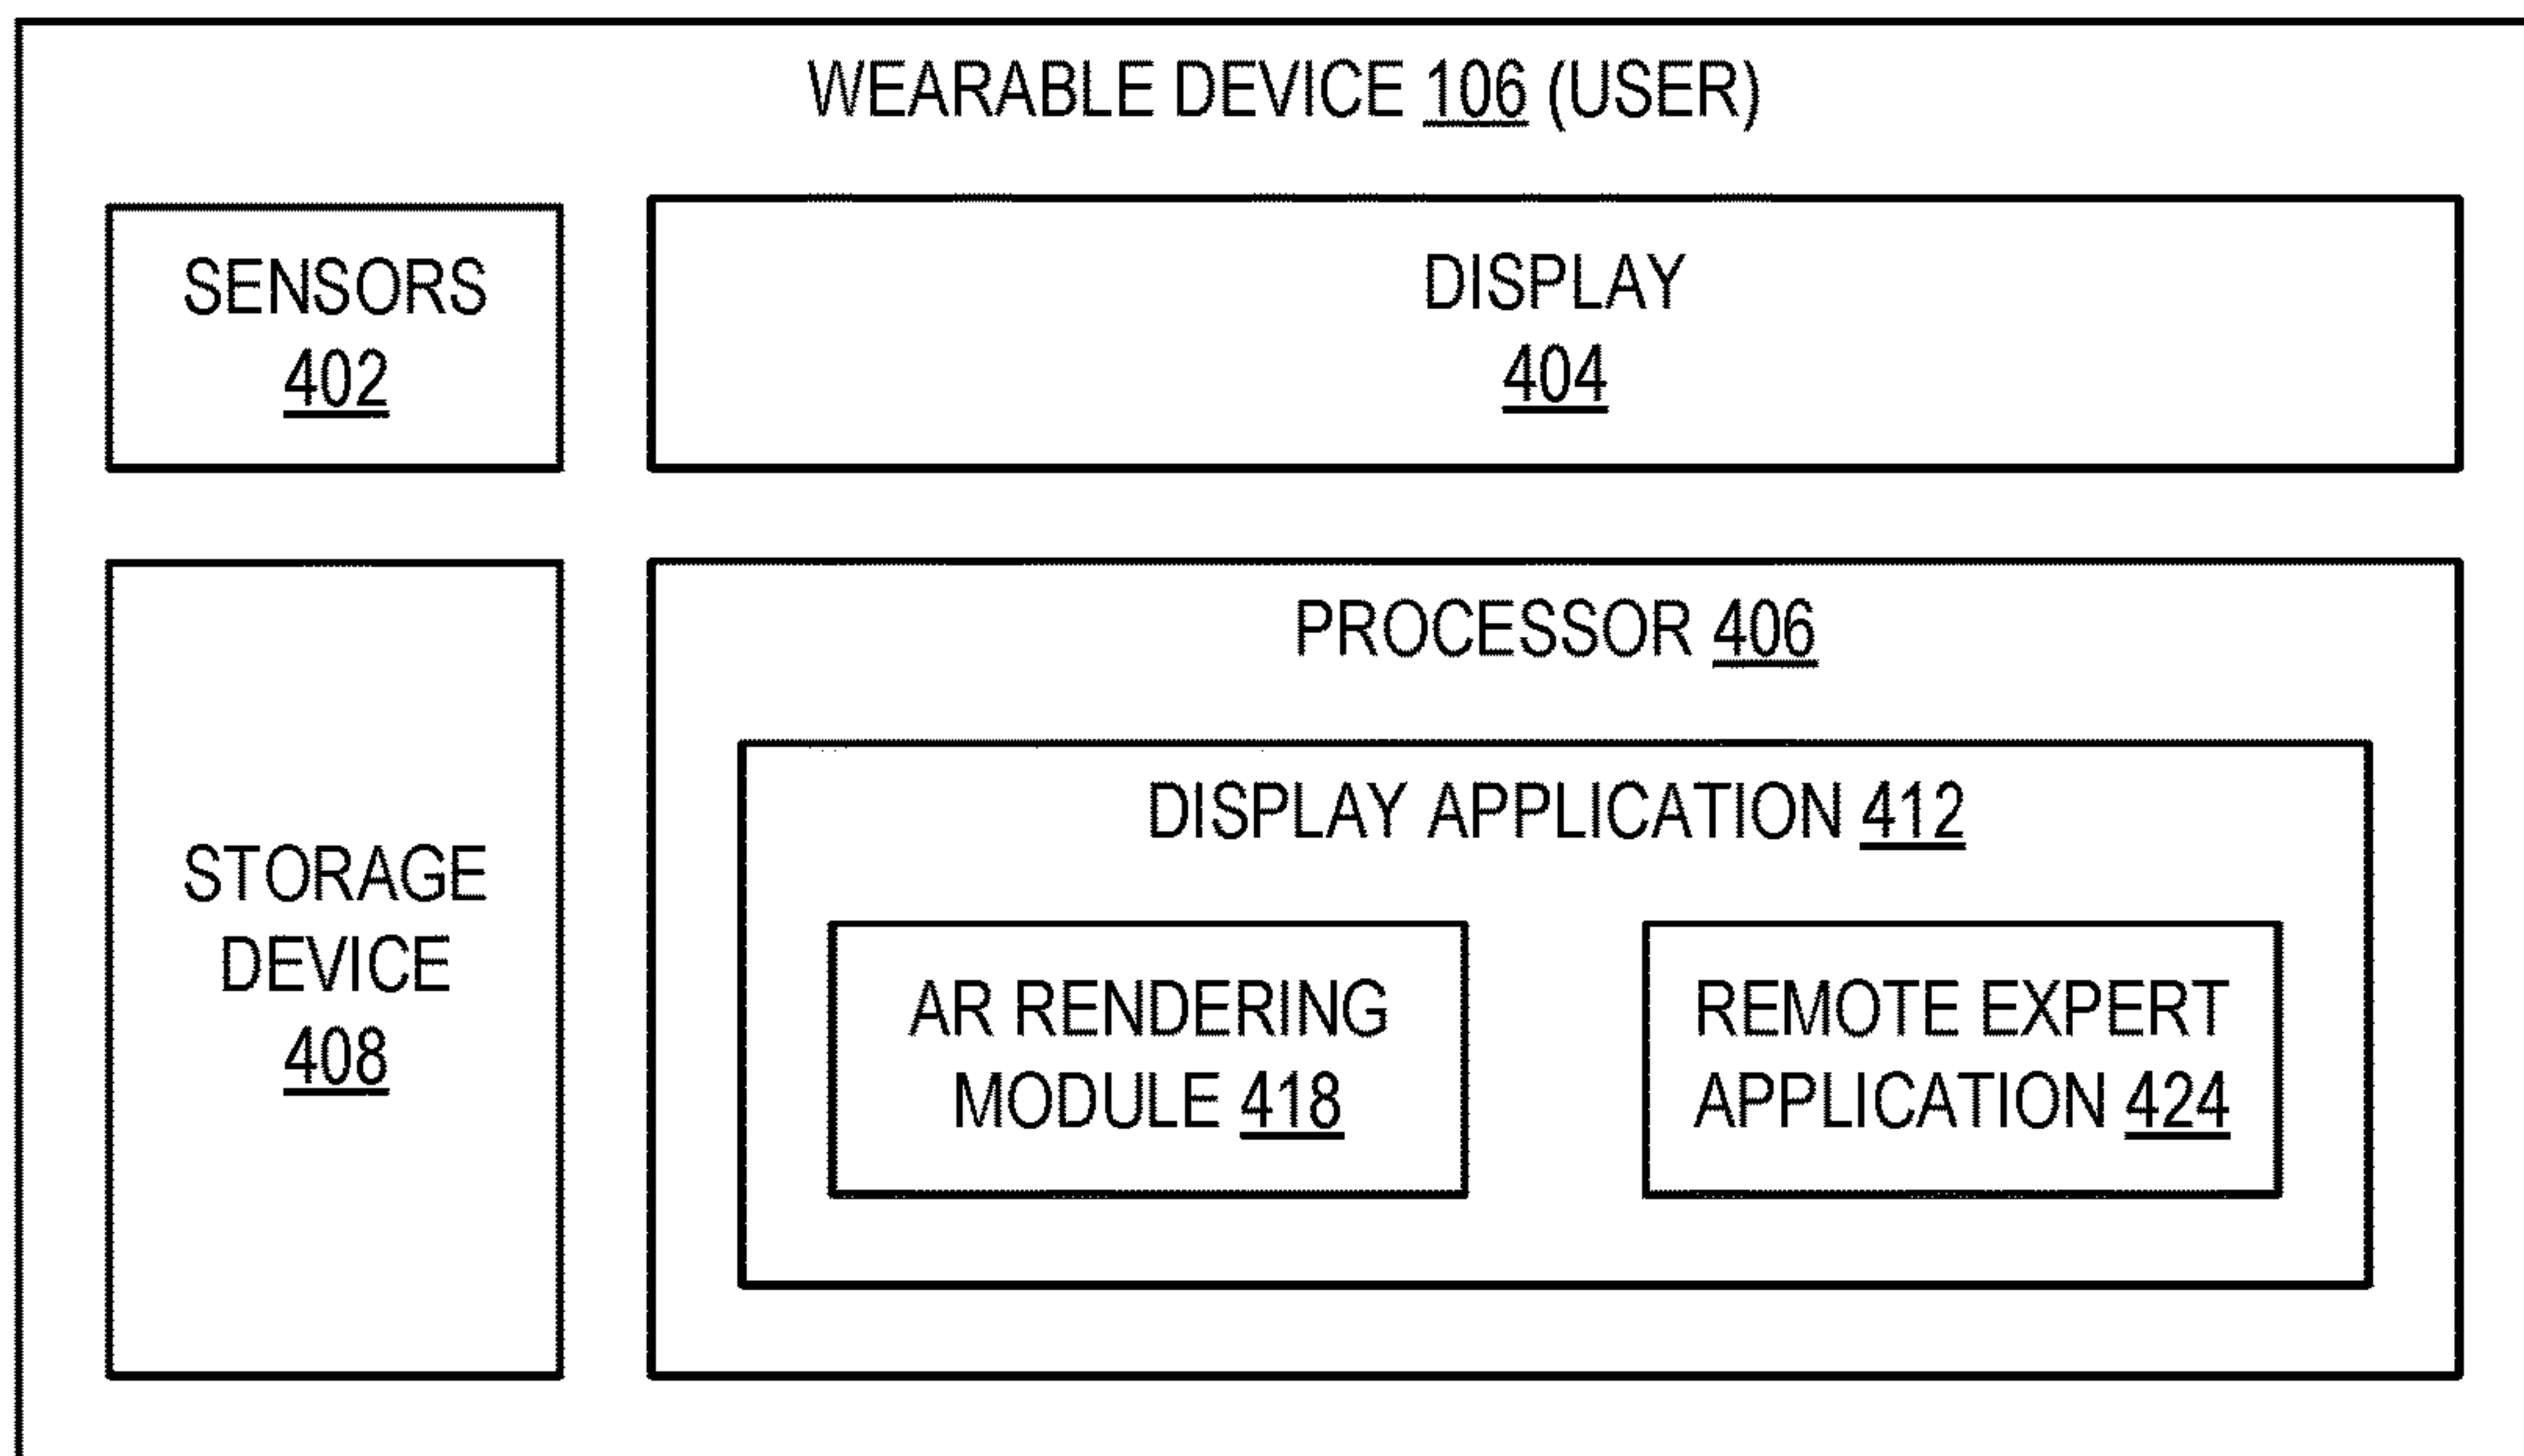 WEARABLE DEVICE 106 (USER)
SENSORS
402
DISPLAY
404
STORAGE
DEVICE
408
PROCESSOR 406
DISPLAY APPLICATION 412
AR RENDERING
MODULE 418
REMOTE EXPERT
APPLICATION 424